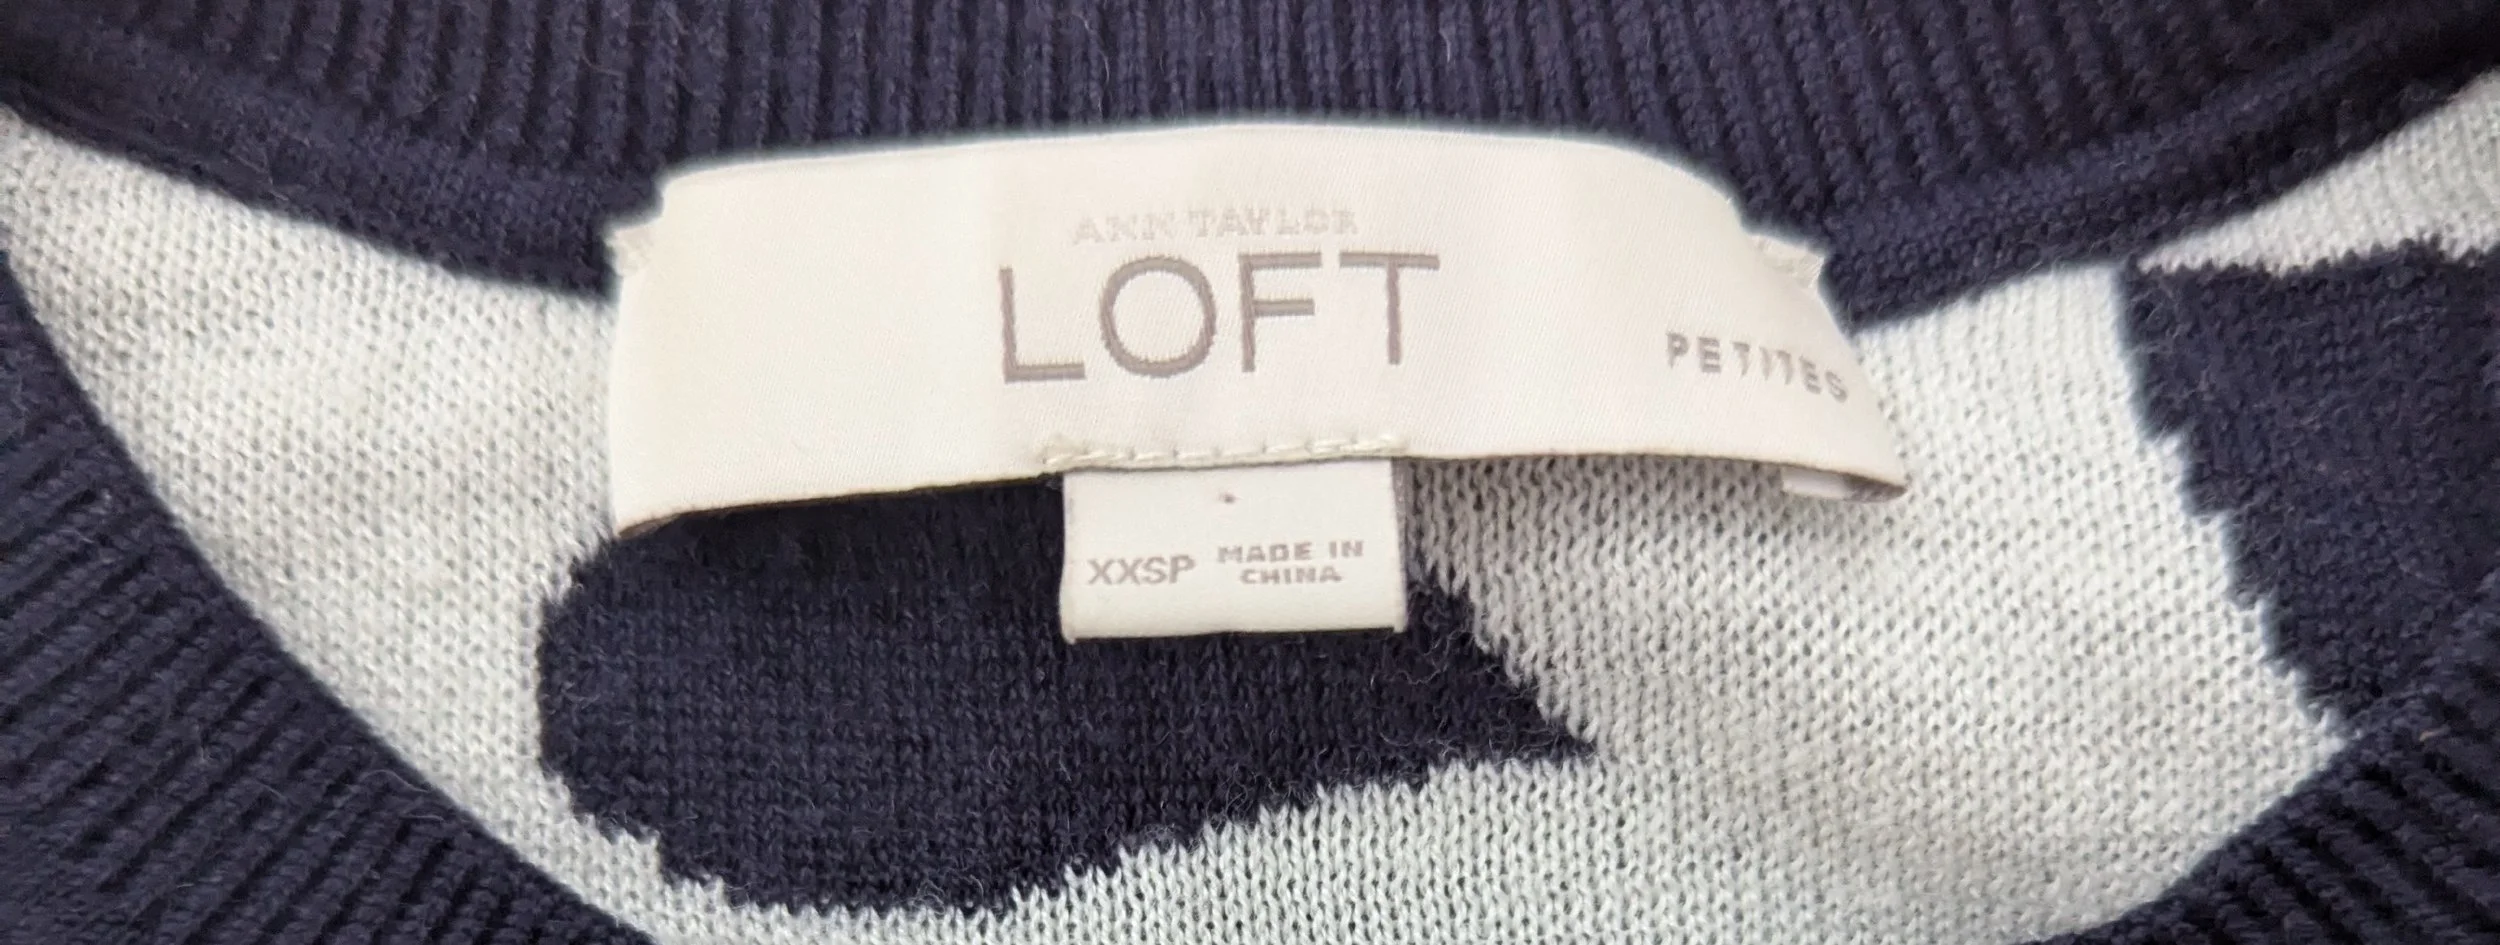 ANN TAYLOR
LOFT
PETITES
XXSP MADE IN
CHINA